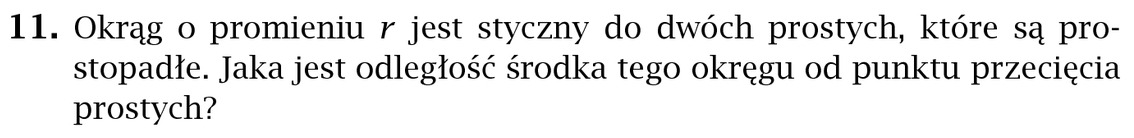 11. Okrąg o promieniu r jest styczny do dwóch prostych, które są pro-
stopadłe. Jaka jest odległość środka tego okręgu od punktu przecięcia
prostych?